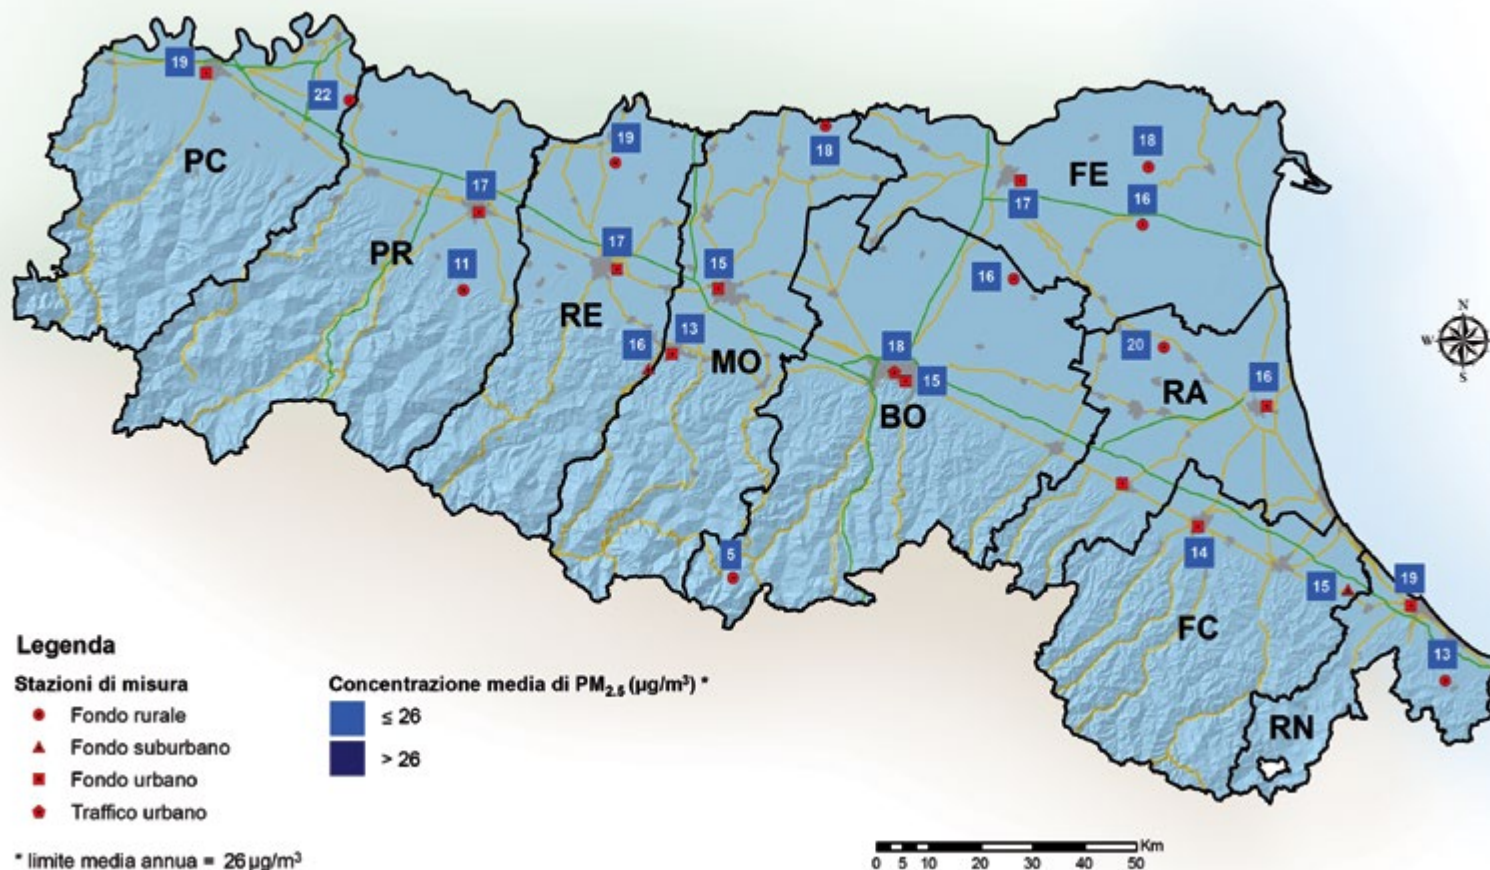 19
22
PC
17
PR
11
19
17
RE
16
13
18
15
MO
5
18
15
BO
16
17
FE
18
16
20
RA
16
14
FC
15
19
13
RN
N
W
S
Legenda
Stazioni di misura
Fondo rurale
Fondo suburbano
Fondo urbano
Traffico urbano
* limite media annua = 26 µg/m³
Concentrazione media di PM₂.₅ (µg/m³) *
≤ 26
> 26
0 5 10 20 30 40 50 Km